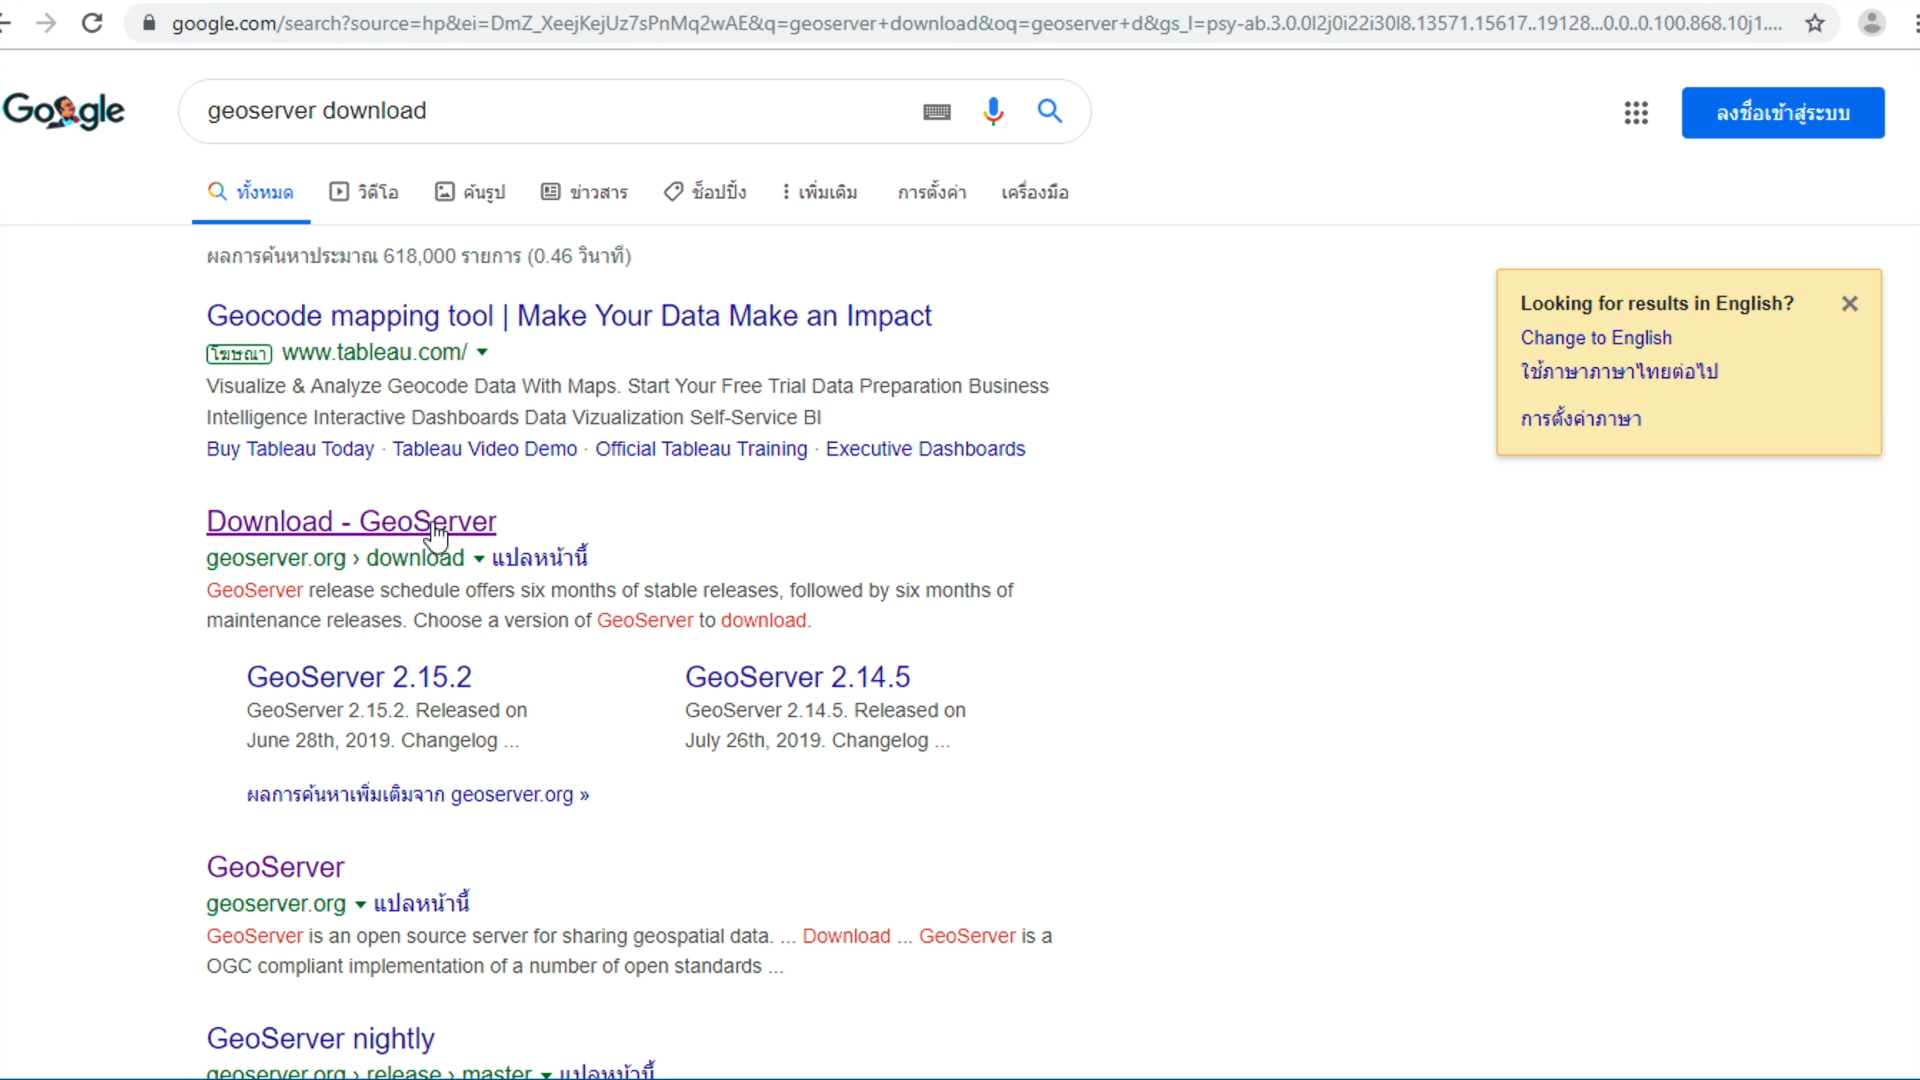 google.com/search?source=hp&ei=DmZ_XeejKejUz7sPnMq2wAE&q=geoserver+download&oq=geoserver+d&gs_l=psy-ab.3.0.0l2j0i22i30l8.13571.15617..19128...0.0..0.100.868.10j1....
Google
geoserver download
ลงชื่อเข้าสู่ระบบ
ทั้งหมด วิดีโอ ค้นรูป ข่าวสาร ช็อปปิ้ง เพิ่มเติม การตั้งค่า เครื่องมือ
ผลการค้นหาประมาณ 618,000 รายการ (0.46 วินาที)
Geocode mapping tool | Make Your Data Make an Impact
โฆษณา www.tableau.com/
Visualize & Analyze Geocode Data With Maps. Start Your Free Trial Data Preparation Business
Intelligence Interactive Dashboards Data Vizualization Self-Service BI
Buy Tableau Today · Tableau Video Demo · Official Tableau Training · Executive Dashboards
Looking for results in English?
Change to English
ใช้ภาษาภาษาไทยต่อไป
การตั้งค่าภาษา
Download - GeoServer
geoserver.org › download แปลหน้านี้
GeoServer release schedule offers six months of stable releases, followed by six months of
maintenance releases. Choose a version of GeoServer to download.
GeoServer 2.15.2
GeoServer 2.15.2. Released on
June 28th, 2019. Changelog ...
GeoServer 2.14.5
GeoServer 2.14.5. Released on
July 26th, 2019. Changelog ...
ผลการค้นหาเพิ่มเติมจาก geoserver.org »
GeoServer
geoserver.org แปลหน้านี้
GeoServer is an open source server for sharing geospatial data. ... Download ... GeoServer is a
OGC compliant implementation of a number of open standards ...
GeoServer nightly
geoserver.org › release › master แปลหน้านี้